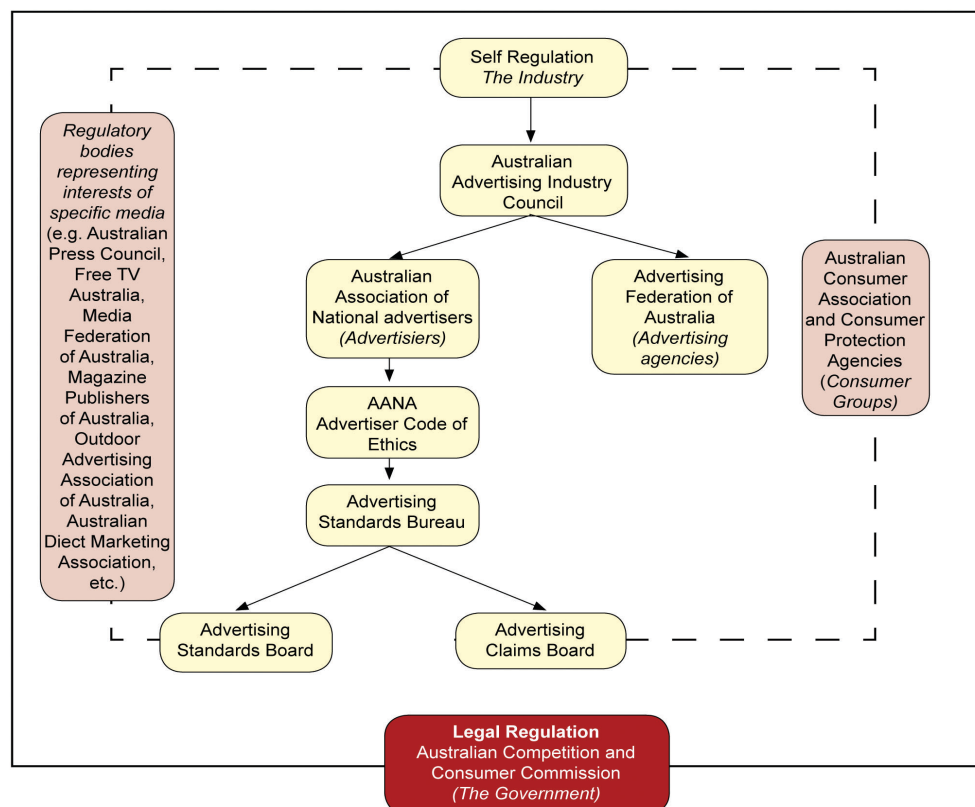 Self Regulation
The Industry
Regulatory
bodies
representing
interests of
specific media
(e.g. Australian
Press Council,
Free TV
Australia,
Media
Federation
of Australia,
Magazine
Publishers
of Australia,
Outdoor
Advertising
Association
of Australia,
Australian
Diect Marketing
Association,
etc.)
Australian
Advertising Industry
Council
Australian
Association of
National advertisers
(Advertisiers)
Advertising
Federation of
Australia
(Advertising
agencies)
Australian
Consumer
Association
and Consumer
Protection
Agencies
(Consumer
Groups)
AANA
Advertiser Code of
Ethics
Advertising
Standards Bureau
Advertising
Standards Board
Advertising
Claims Board
Legal Regulation
Australian Competition and
Consumer Commission
(The Government)